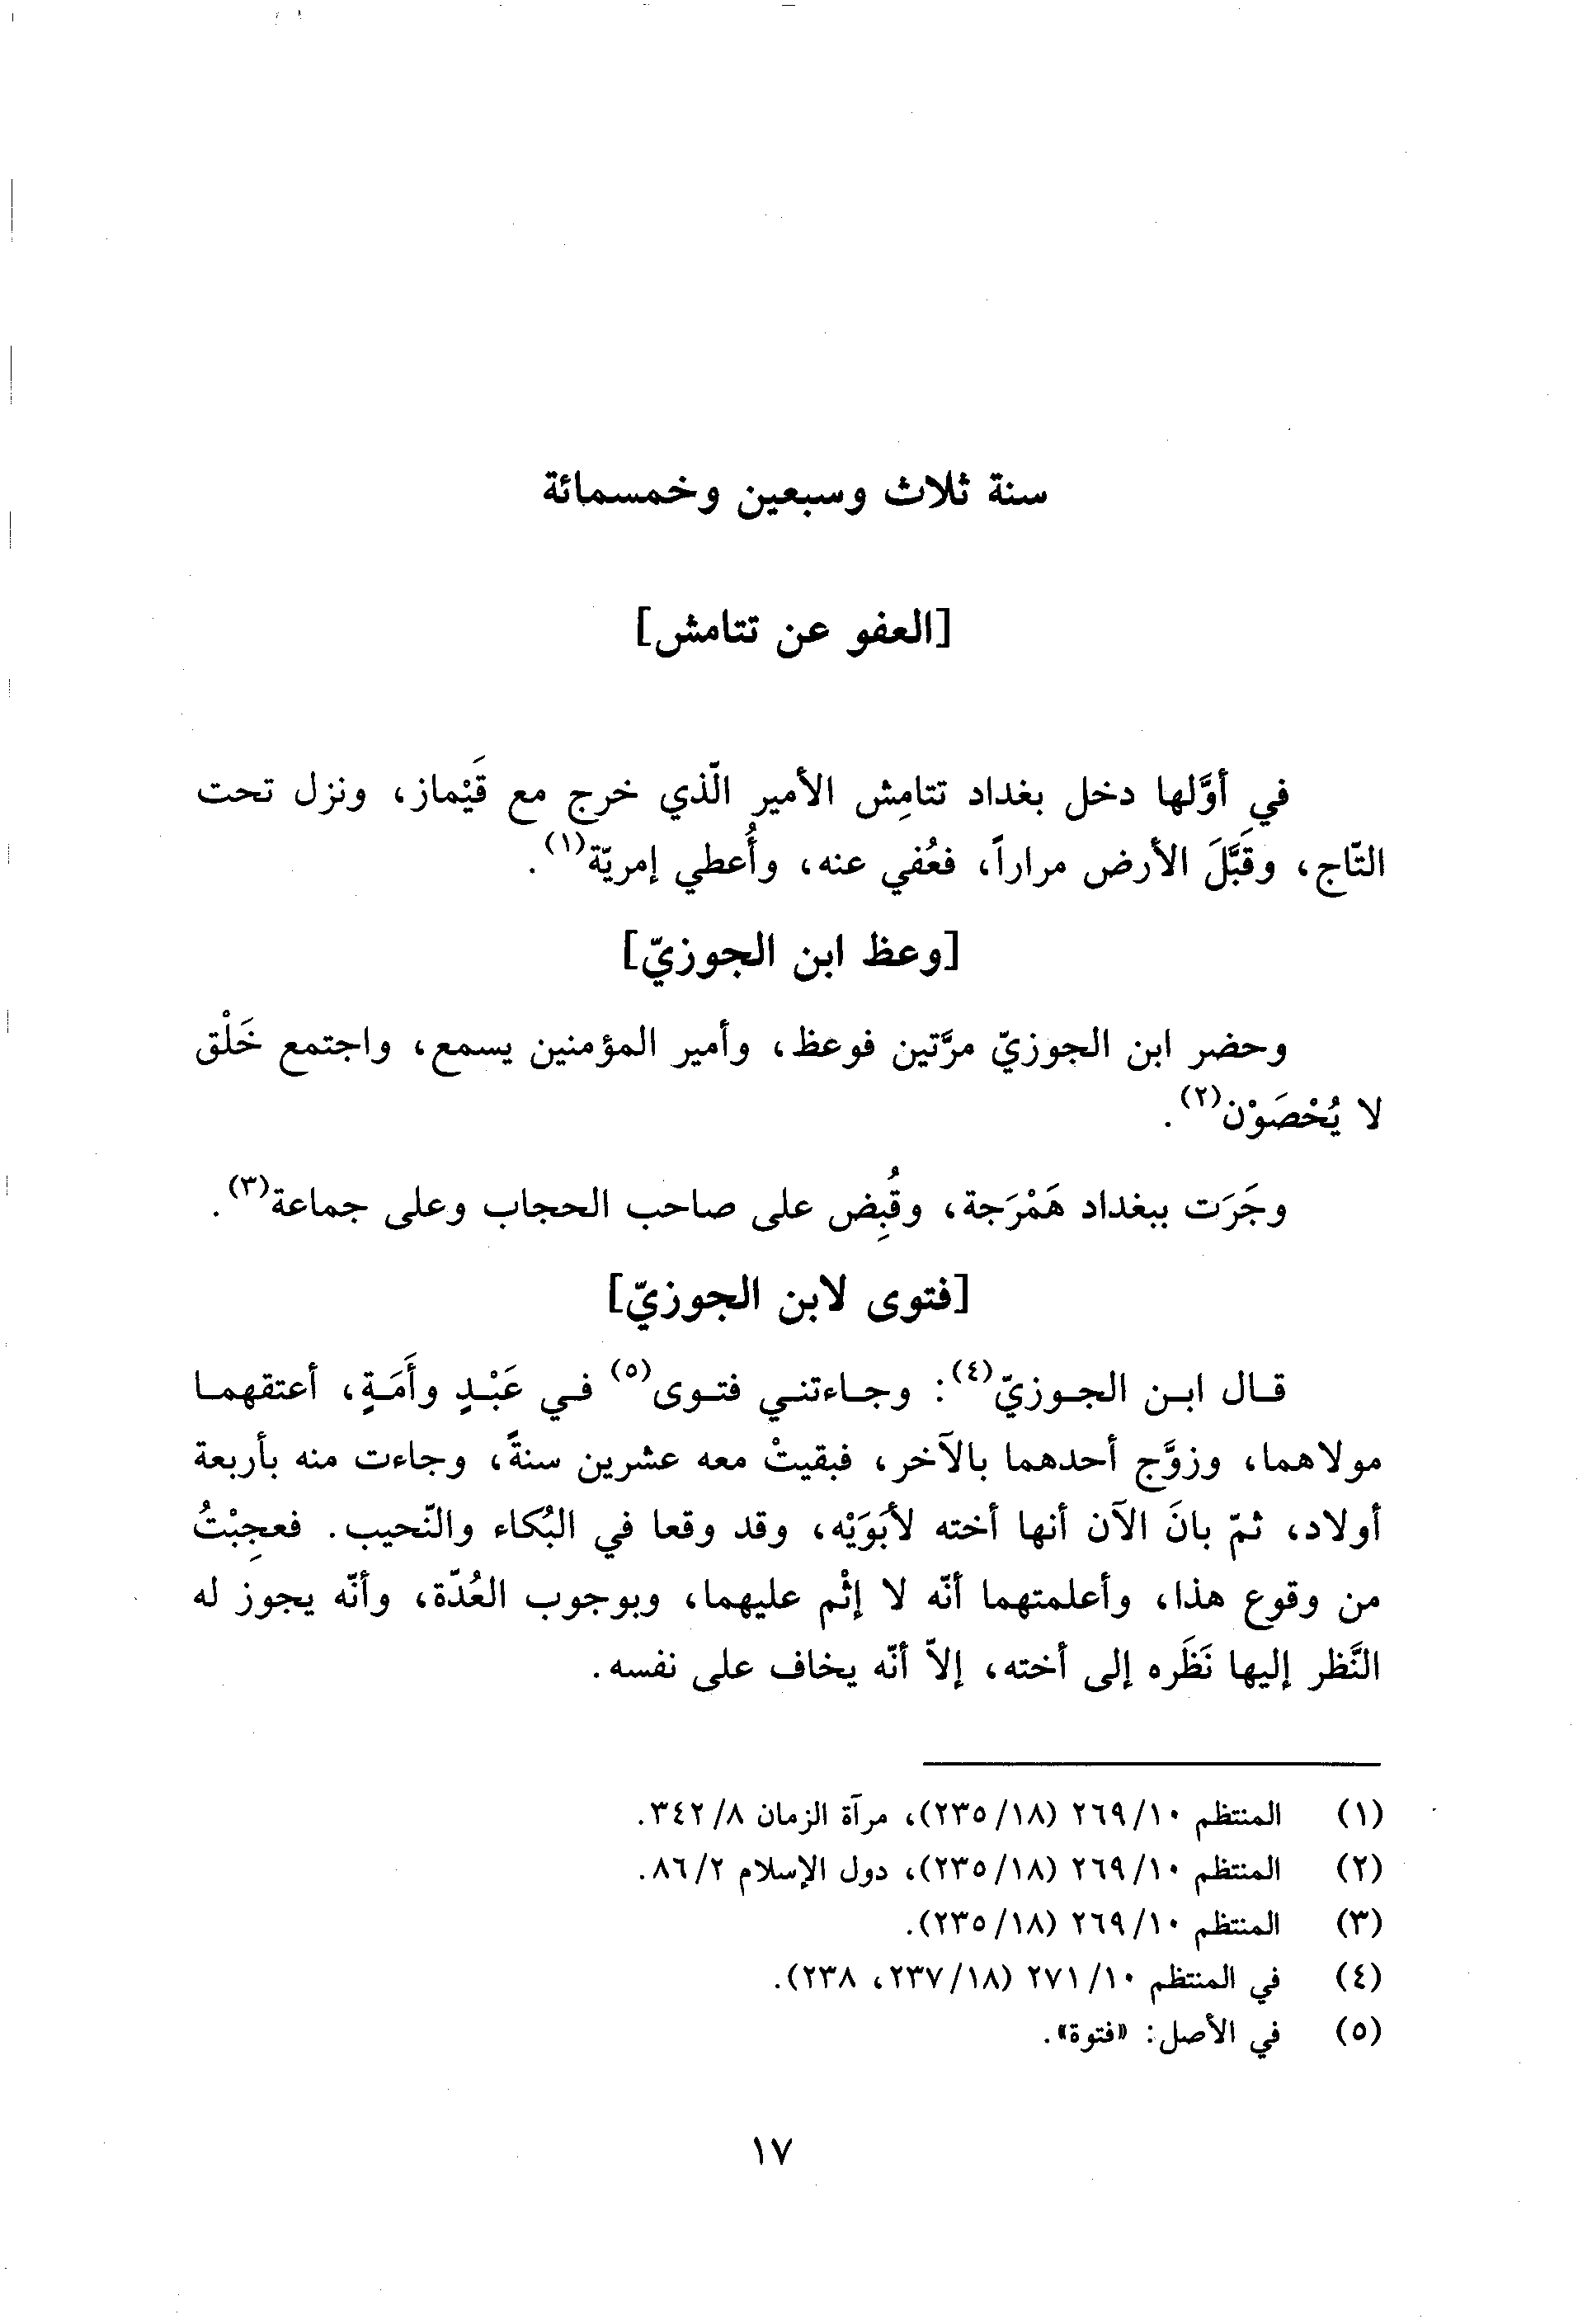 سنة ثلاث وسبعين وخمسمائة
[العفو عن تتامش]
في أوَّلها دخل بغداد تتامِش الأمير الّذي خرج مع قَيْماز، ونزل تحت
التّاج، وقَبَّلَ الأرض مراراً، فعُفي عنه، وأُعطي إمريّة(١).
[وعظ ابن الجوزيّ]
وحضر ابن الجوزيّ مرَّتين فوعظ، وأمير المؤمنين يسمع، واجتمع خَلْق
لا يُحْصَوْن(٢).
وجَرَت ببغداد هَمْرَجة، وقُبِض على صاحب الحجاب وعلى جماعة(٣).
[فتوى لابن الجوزيّ]
قال ابن الجوزيّ(٤): وجاءتني فتوى(٥) في عَبْدٍ وأَمَةٍ، أعتقهما
مولاهما، وزوَّج أحدهما بالآخر، فبقيتْ معه عشرين سنةً، وجاءت منه بأربعة
أولاد، ثمّ بانَ الآن أنها أخته لأبَوَيْه، وقد وقعا في البُكاء والنّحيب. فعجِبْتُ
من وقوع هذا، وأعلمتهما أنّه لا إثْم عليهما، وبوجوب العُدّة، وأنّه يجوز له
النَّظر إليها نَظَره إلى أخته، إلاّ أنّه يخاف على نفسه.
(١) المنتظم ١٠/٢٦٩ (١٨/٢٣٥)، مرآة الزمان ٨/٣٤٢.
(٢) المنتظم ١٠/٢٦٩ (١٨/٢٣٥)، دول الإسلام ٢/٨٦.
(٣) المنتظم ١٠/٢٦٩ (١٨/٢٣٥).
(٤) في المنتظم ١٠/٢٧١ (١٨/٢٣٧، ٢٣٨).
(٥) في الأصل: «فتوة».
١٧